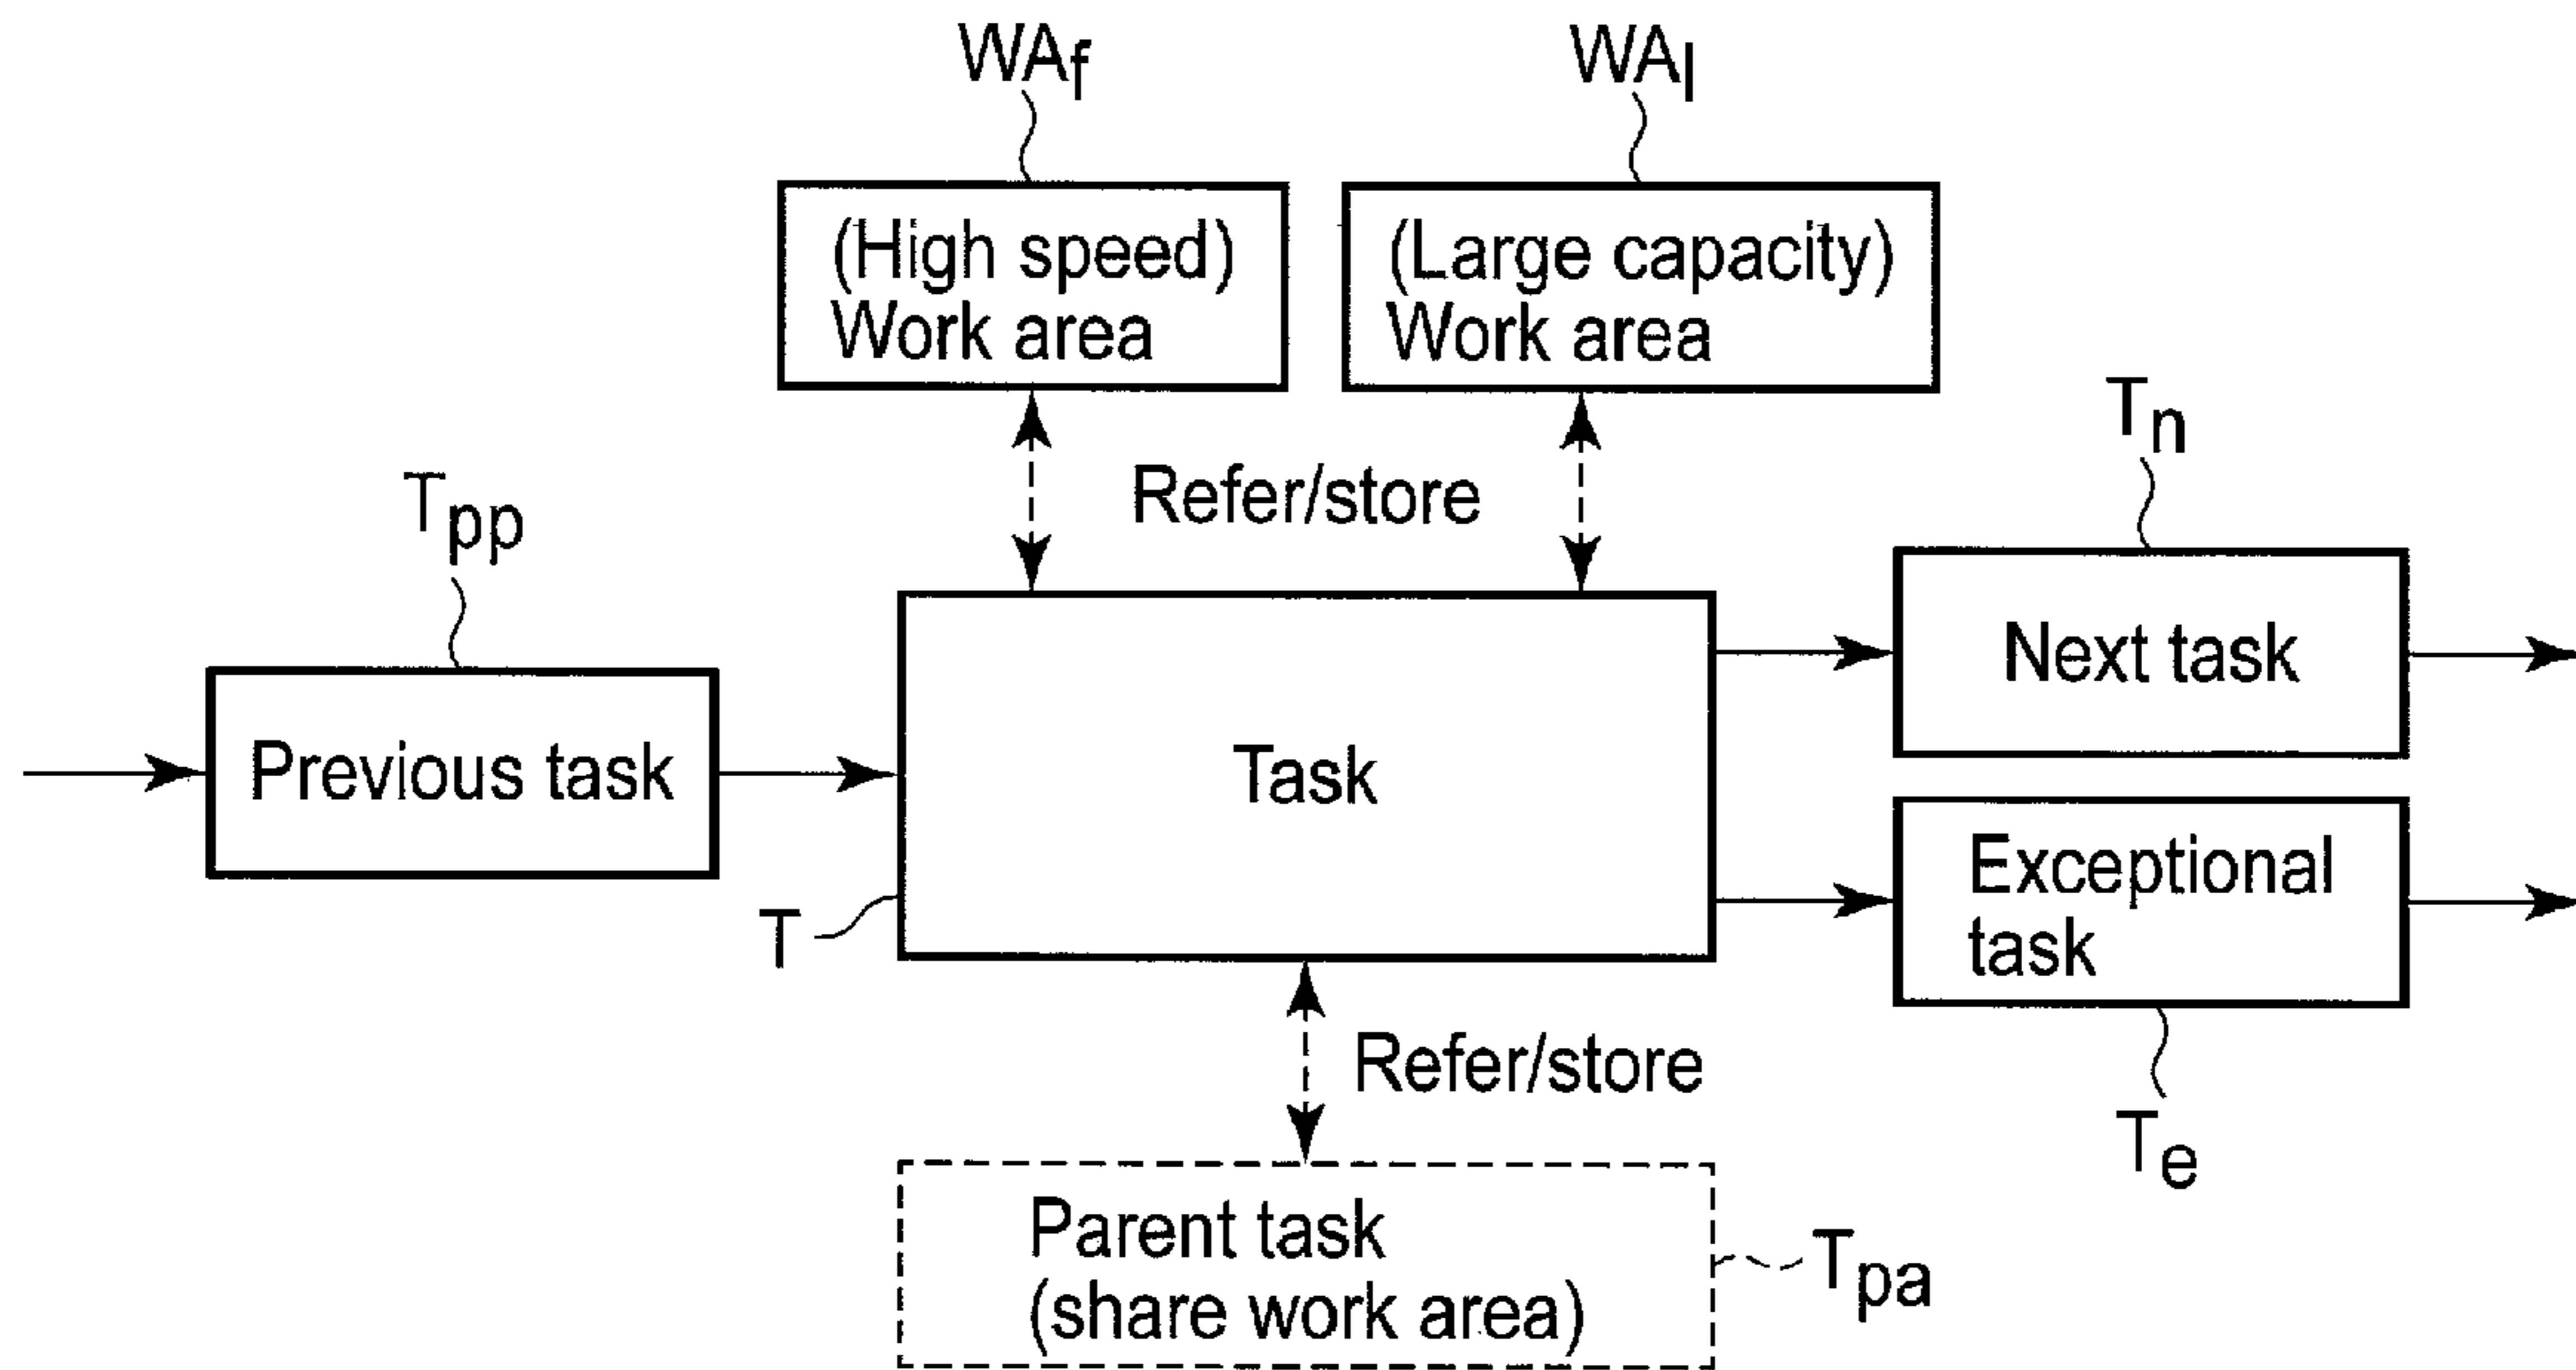 WAf
WAl
(High speed)
Work area
(Large capacity)
Work area
Tn
Tpp
Refer/store
Next task
Previous task
Task
Exceptional
task
T
Refer/store
Te
Parent task
(share work area)
Tpa